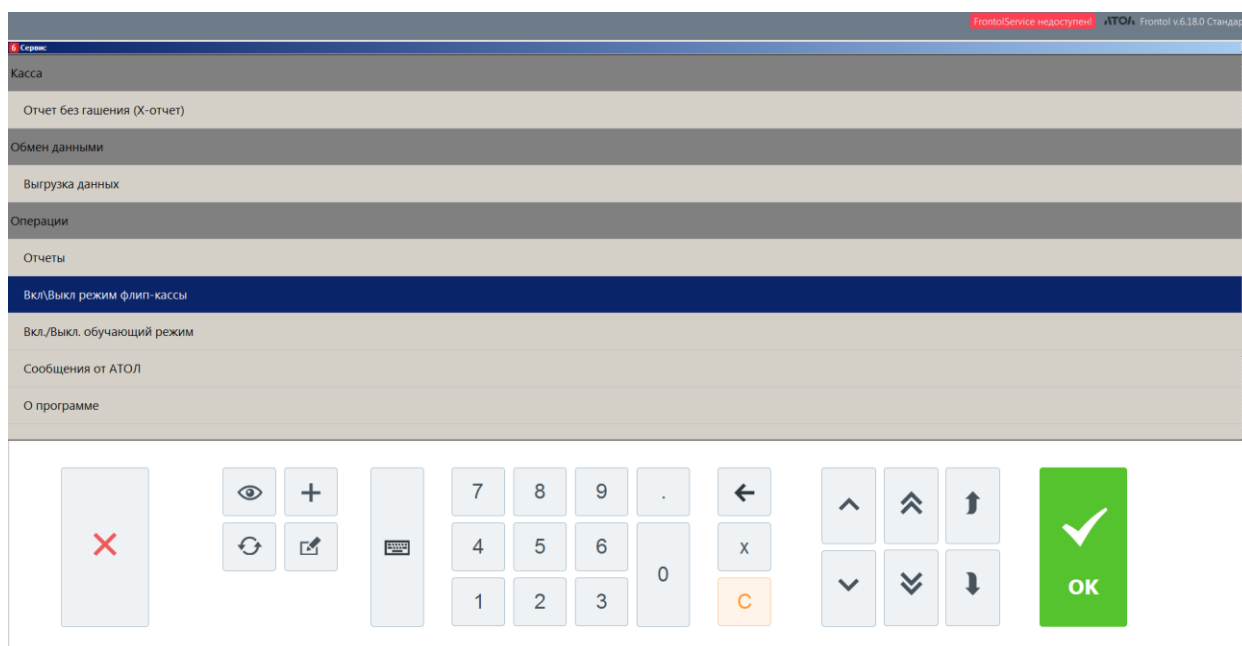 FrontolService недоступен! АТОЛ Frontol v.6.18.0 Стандар
6 Сервис
Касса
Отчет без гашения (X-отчет)
Обмен данными
Выгрузка данных
Операции
Отчеты
Вкл\Выкл режим флип-кассы
Вкл./Выкл. обучающий режим
Сообщения от АТОЛ
О программе
7 8 9 .
4 5 6 X
0
1 2 3 C
OK